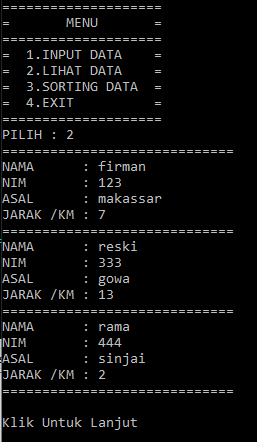 ====================
=       MENU       =
====================
=  1.INPUT DATA    =
=  2.LIHAT DATA    =
=  3.SORTING DATA  =
=  4.EXIT          =
====================
PILIH : 2
=============================
NAMA      : firman
NIM       : 123
ASAL      : makassar
JARAK /KM : 7
=============================
NAMA      : reski
NIM       : 333
ASAL      : gowa
JARAK /KM : 13
=============================
NAMA      : rama
NIM       : 444
ASAL      : sinjai
JARAK /KM : 2
=============================
Klik Untuk Lanjut